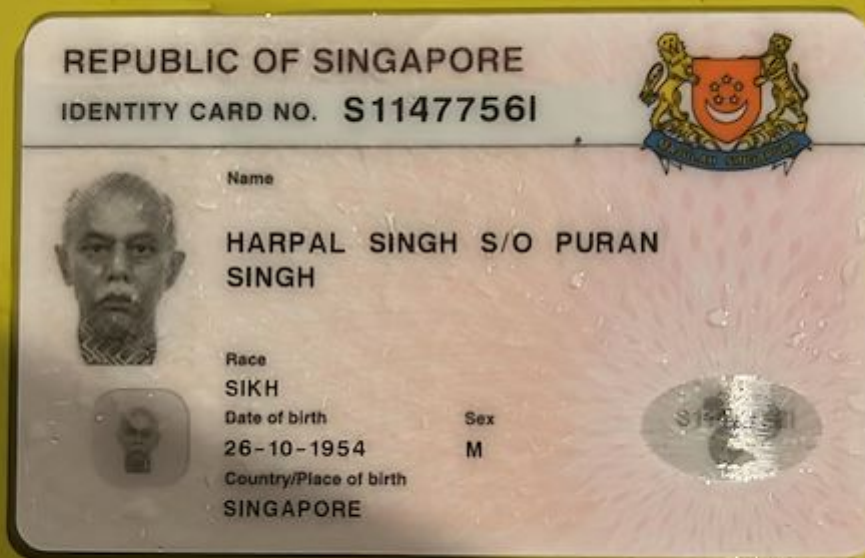 REPUBLIC OF SINGAPORE
IDENTITY CARD NO. S1147756I
Name
HARPAL SINGH S/O PURAN
SINGH
Race
SIKH
Date of birth
Sex
26-10-1954
M
Country/Place of birth
SINGAPORE